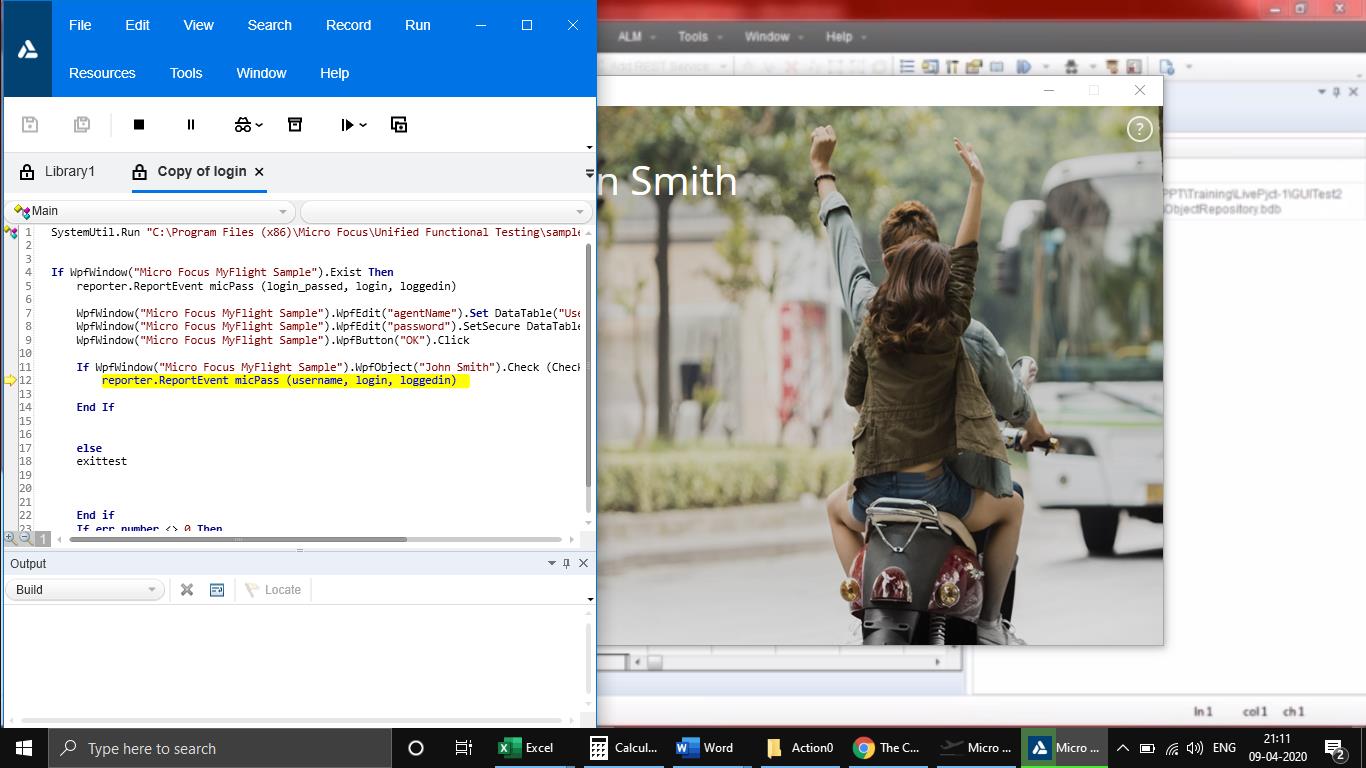 File Edit View Search Record Run
Resources Tools Window Help
ALM Tools Window Help
Add REST Service
Library1 Copy of login
Main
1 SystemUtil.Run "C:\Program Files (x86)\Micro Focus\Unified Functional Testing\sample
2
3
4 If WpfWindow("Micro Focus MyFlight Sample").Exist Then
5 reporter.ReportEvent micPass (login_passed, login, loggedin)
6
7 WpfWindow("Micro Focus MyFlight Sample").WpfEdit("agentName").Set DataTable("Use
8 WpfWindow("Micro Focus MyFlight Sample").WpfEdit("password").SetSecure DataTable
9 WpfWindow("Micro Focus MyFlight Sample").WpfButton("OK").Click
10
11 If WpfWindow("Micro Focus MyFlight Sample").WpfObject("John Smith").Check (Check
12 reporter.ReportEvent micPass (username, login, loggedin)
13
14 End If
15
16
17 else
18 exittest
19
20
21
22 End if
23 If err.number <> 0 Then
1
n Smith
?
PPT\Training\LivePjct-1\GUITest2
ObjectRepository.bdb
Output
Build Locate
ln 1 col 1 ch 1
Type here to search
Excel
Calcul...
Word
Action0
The C...
Micro ...
Micro ...
ENG
21:11
09-04-2020
2